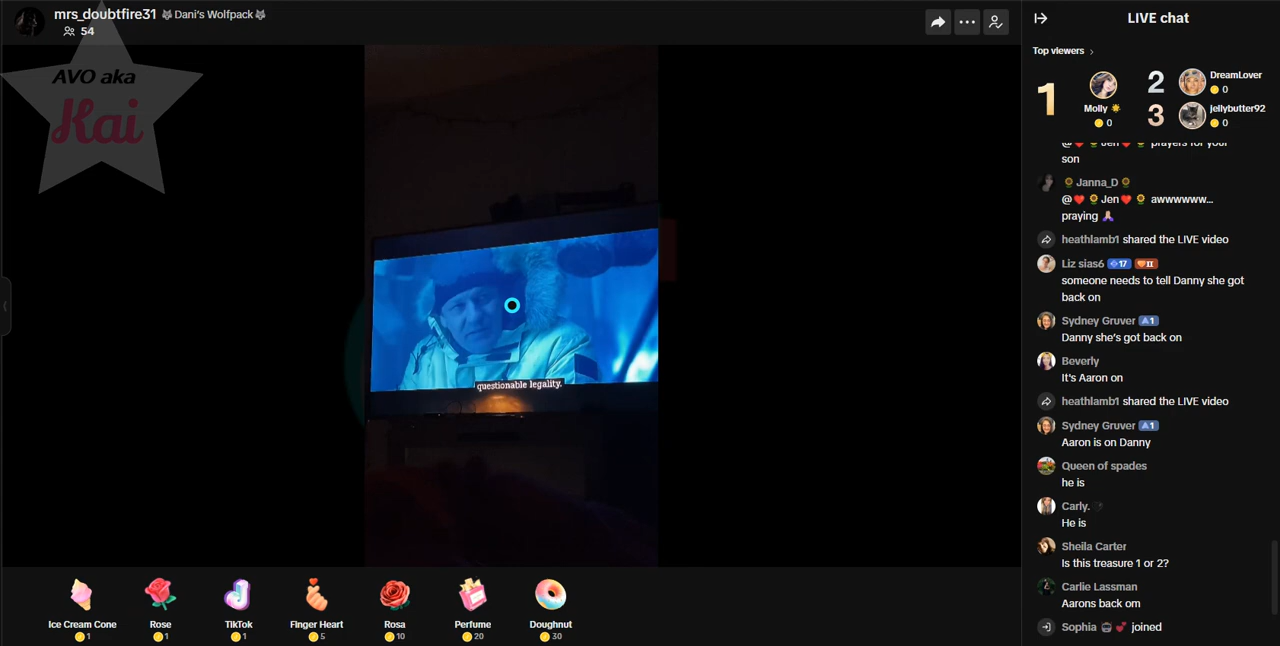 mrs_doubtfire31 🐺Dani's Wolfpack🐺
54
AVO aka
Kai
questionable legality.
Ice Cream Cone
1
Rose
1
TikTok
1
Finger Heart
5
Rosa
10
Perfume
20
Doughnut
30
LIVE chat
Top viewers
1
Molly ☀️
0
2
DreamLover
0
3
jellybutter92
0
@❤️🌻Jen❤️🌻 prayers for your
son
🌻Janna_D🌻
@❤️🌻Jen❤️🌻 awwwwww...
praying 🙏
heathlamb1 shared the LIVE video
Liz sias6 17 II
someone needs to tell Danny she got
back on
Sydney Gruver 1
Danny she's got back on
Beverly
It's Aaron on
heathlamb1 shared the LIVE video
Sydney Gruver 1
Aaron is on Danny
Queen of spades
he is
Carly.🖤
He is
Sheila Carter
Is this treasure 1 or 2?
Carlie Lassman
Aarons back om
Sophia 💕 joined